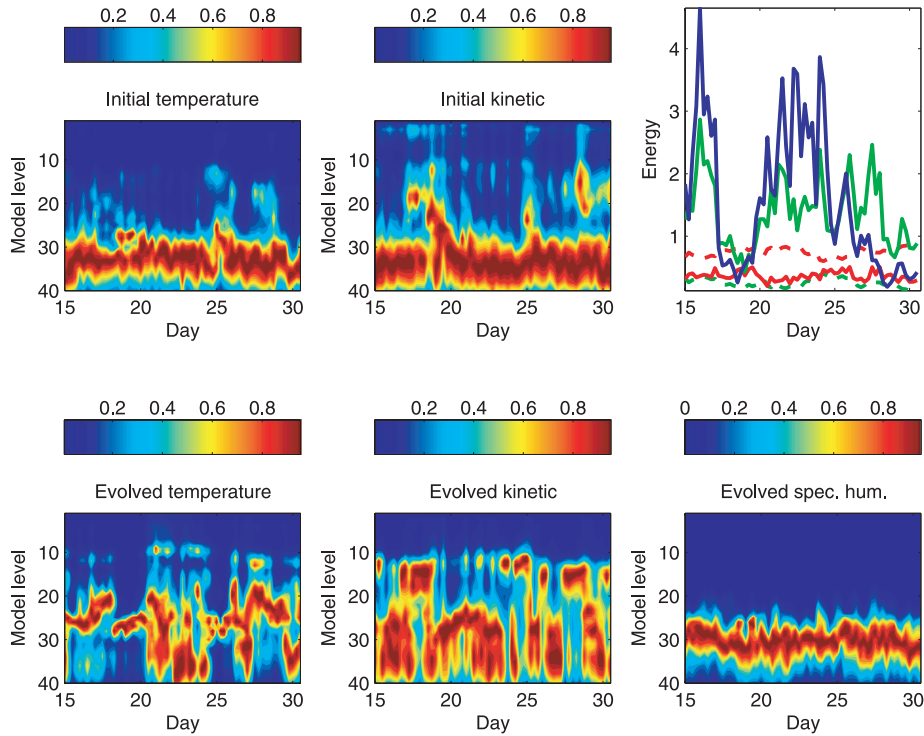 0.2 0.4 0.6 0.8
Initial temperature
Model level
10
20
30
40
15 20 25 30
Day
0.2 0.4 0.6 0.8
Initial kinetic
Model level
10
20
30
40
15 20 25 30
Day
Energy
4
3
2
1
15 20 25 30
Day
0.2 0.4 0.6 0.8
Evolved temperature
Model level
10
20
30
40
15 20 25 30
Day
0.2 0.4 0.6 0.8
Evolved kinetic
Model level
10
20
30
40
15 20 25 30
Day
0 0.2 0.4 0.6 0.8
Evolved spec. hum.
Model level
10
20
30
40
15 20 25 30
Day